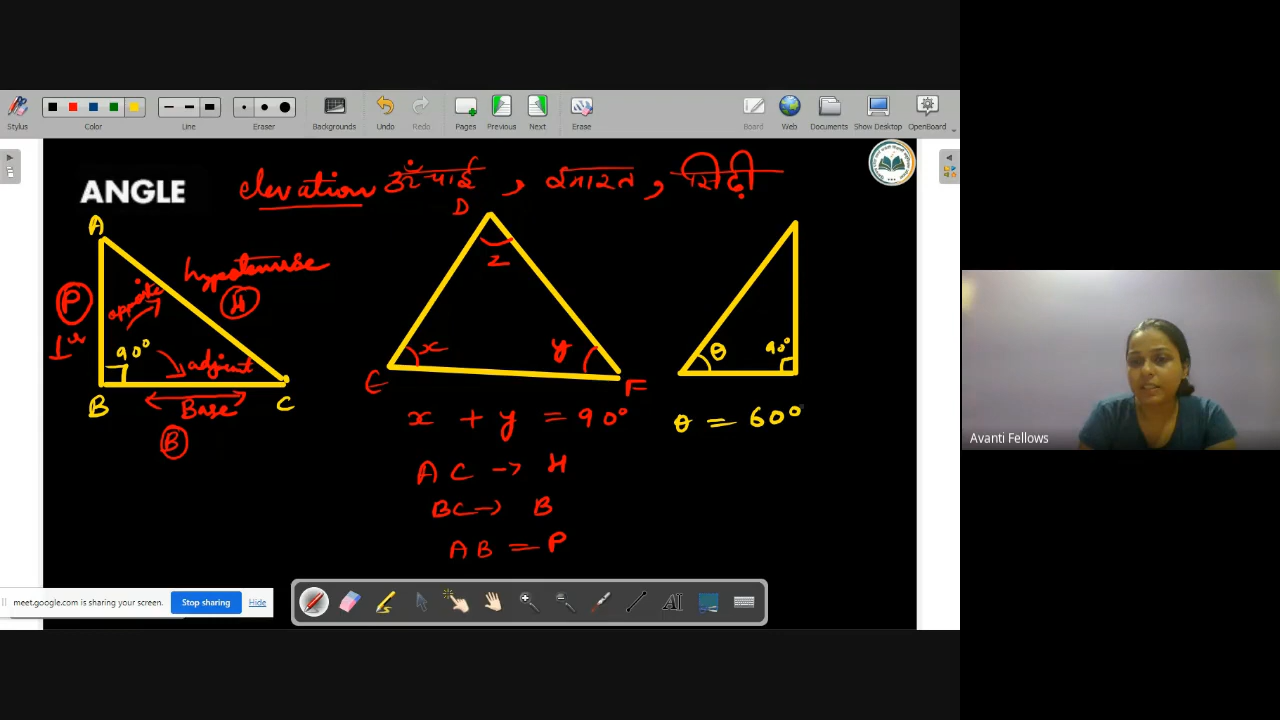 Stylus
Color
Line
Eraser
Backgrounds
Undo
Redo
Pages
Previous
Next
Erase
Board
Web
Documents
Show Desktop
OpenBoard
ANGLE
elevation ऊँचाई, इमारत, सिढ़ी
A
hypotenuse
H
P
opposite
90°
adjcent
B
Base
C
B
D
z
x
y
E
F
x + y = 90°
AC → H
BC → B
AB = P
θ
90°
θ = 60°
Avanti Fellows
meet.google.com is sharing your screen.
Stop sharing
Hide
AI